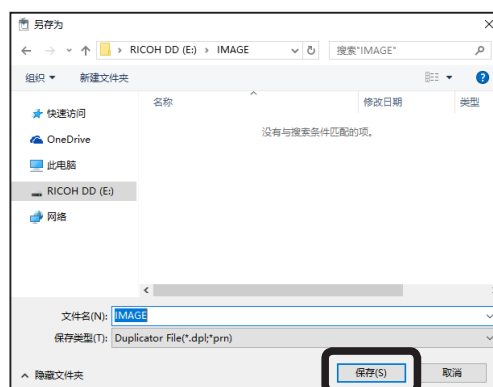 另存为
RICOH DD (E:) › IMAGE
搜索"IMAGE"
组织 新建文件夹
名称 修改日期 类型
快速访问
没有与搜索条件匹配的项。
OneDrive
此电脑
RICOH DD (E:)
网络
文件名(N): IMAGE
保存类型(T): Duplicator File(*.dpl;*prn)
隐藏文件夹 保存(S) 取消